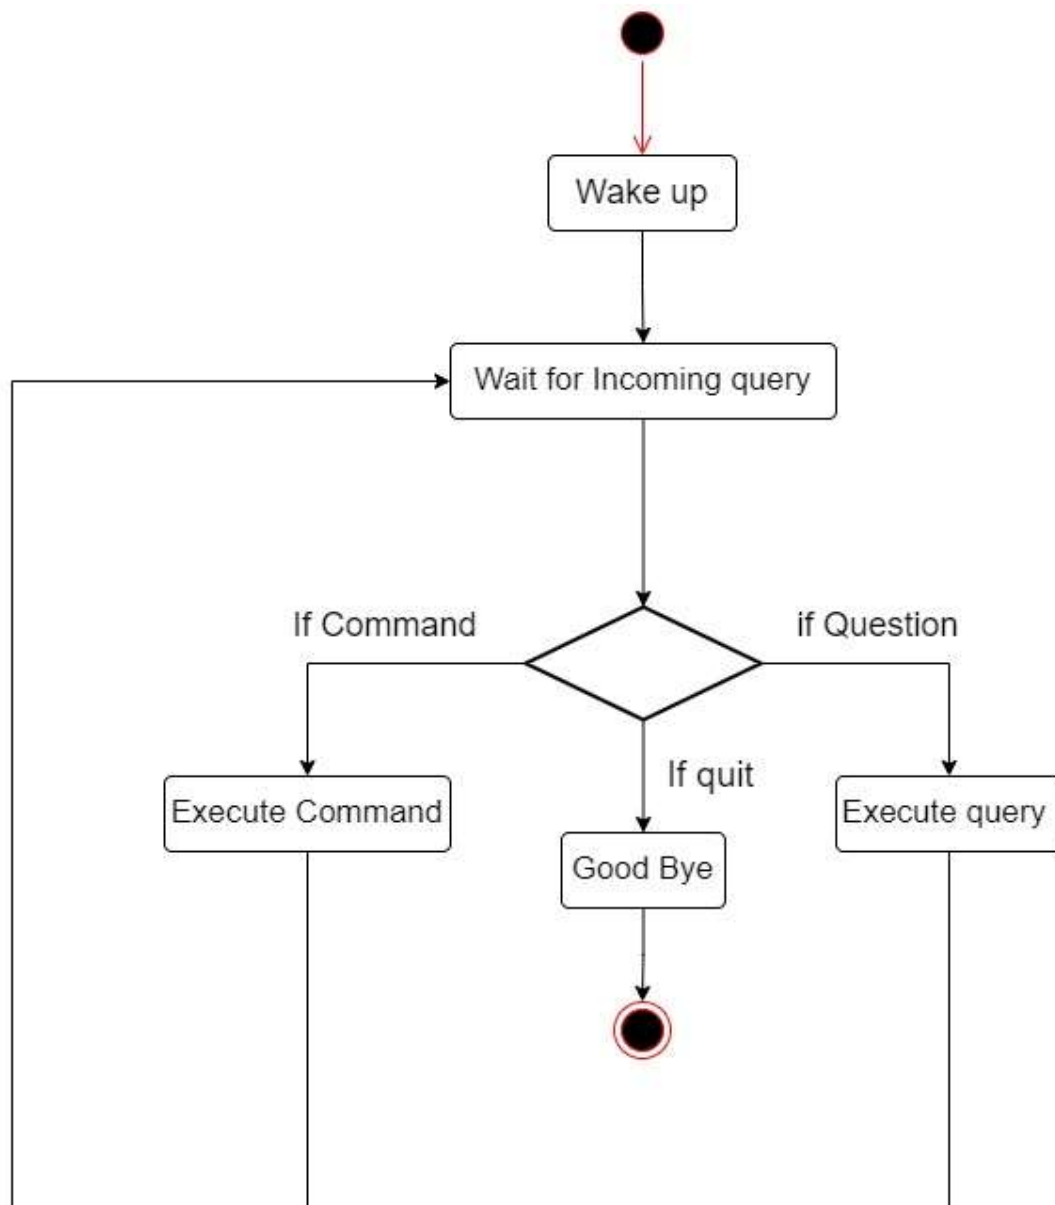 Wake up
Wait for Incoming query
If Command
if Question
If quit
Execute Command
Execute query
Good Bye